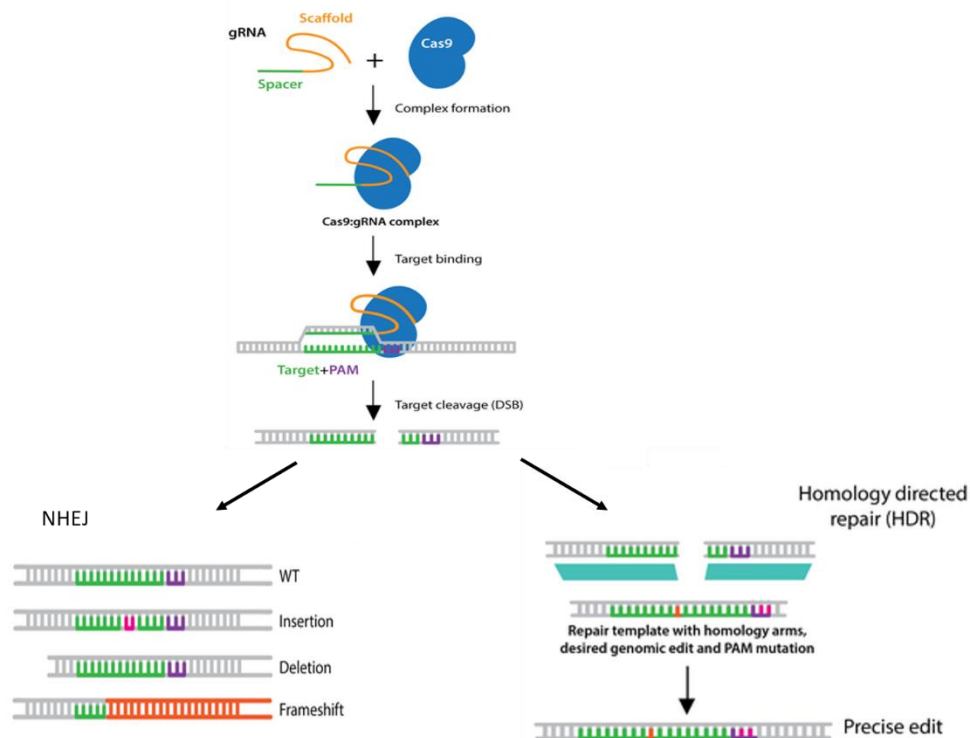 Scaffold
gRNA
Cas9
+
Spacer
Complex formation
Cas9:gRNA complex
Target binding
Target+PAM
Target cleavage (DSB)
NHEJ
WT
Insertion
Deletion
Frameshift
Homology directed
repair (HDR)
Repair template with homology arms,
desired genomic edit and PAM mutation
Precise edit